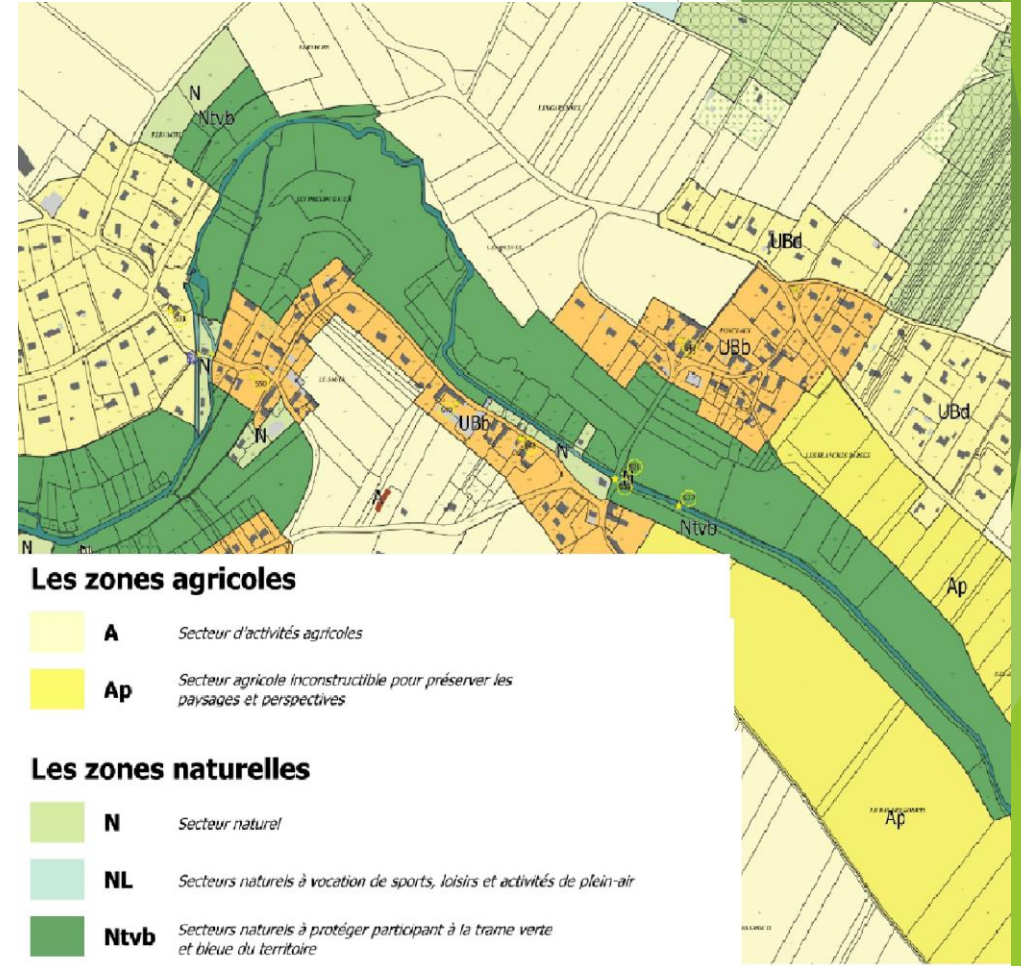 N
Ntvb
UBd
UBb
UBd
N
UBb
N
N
N
A
Ntvb
Ap
N
Ap
Les zones agricoles
A Secteur d'activités agricoles
Ap Secteur agricole inconstructible pour préserver les
paysages et perspectives
Les zones naturelles
N Secteur naturel
NL Secteurs naturels à vocation de sports, loisirs et activités de plein-air
Ntvb Secteurs naturels à protéger participant à la trame verte
et bleue du territoire